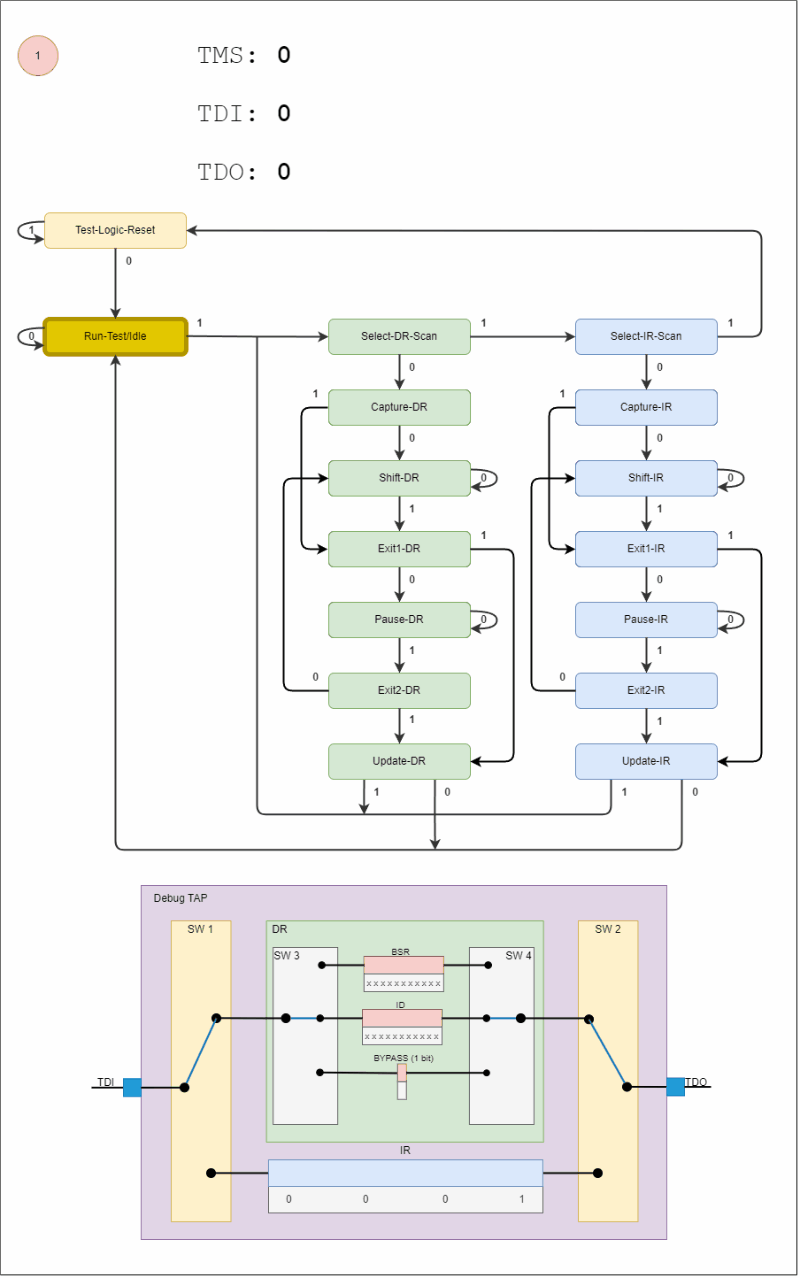 1
TMS: 0
TDI: 0
TDO: 0
Test-Logic-Reset
1
0
Run-Test/Idle
0
1
Select-DR-Scan
1
Select-IR-Scan
1
0
0
1
Capture-DR
1
Capture-IR
0
0
Shift-DR
0
Shift-IR
0
1
1
Exit1-DR
1
Exit1-IR
1
0
0
Pause-DR
0
Pause-IR
0
1
1
0
Exit2-DR
0
Exit2-IR
1
1
Update-DR
Update-IR
1
0
1
0
Debug TAP
SW 1
DR
SW 2
SW 3
BSR
SW 4
x x x x x x x x x x x
ID
x x x x x x x x x x x
BYPASS (1 bit)
TDI
TDO
IR
0 0 0 1